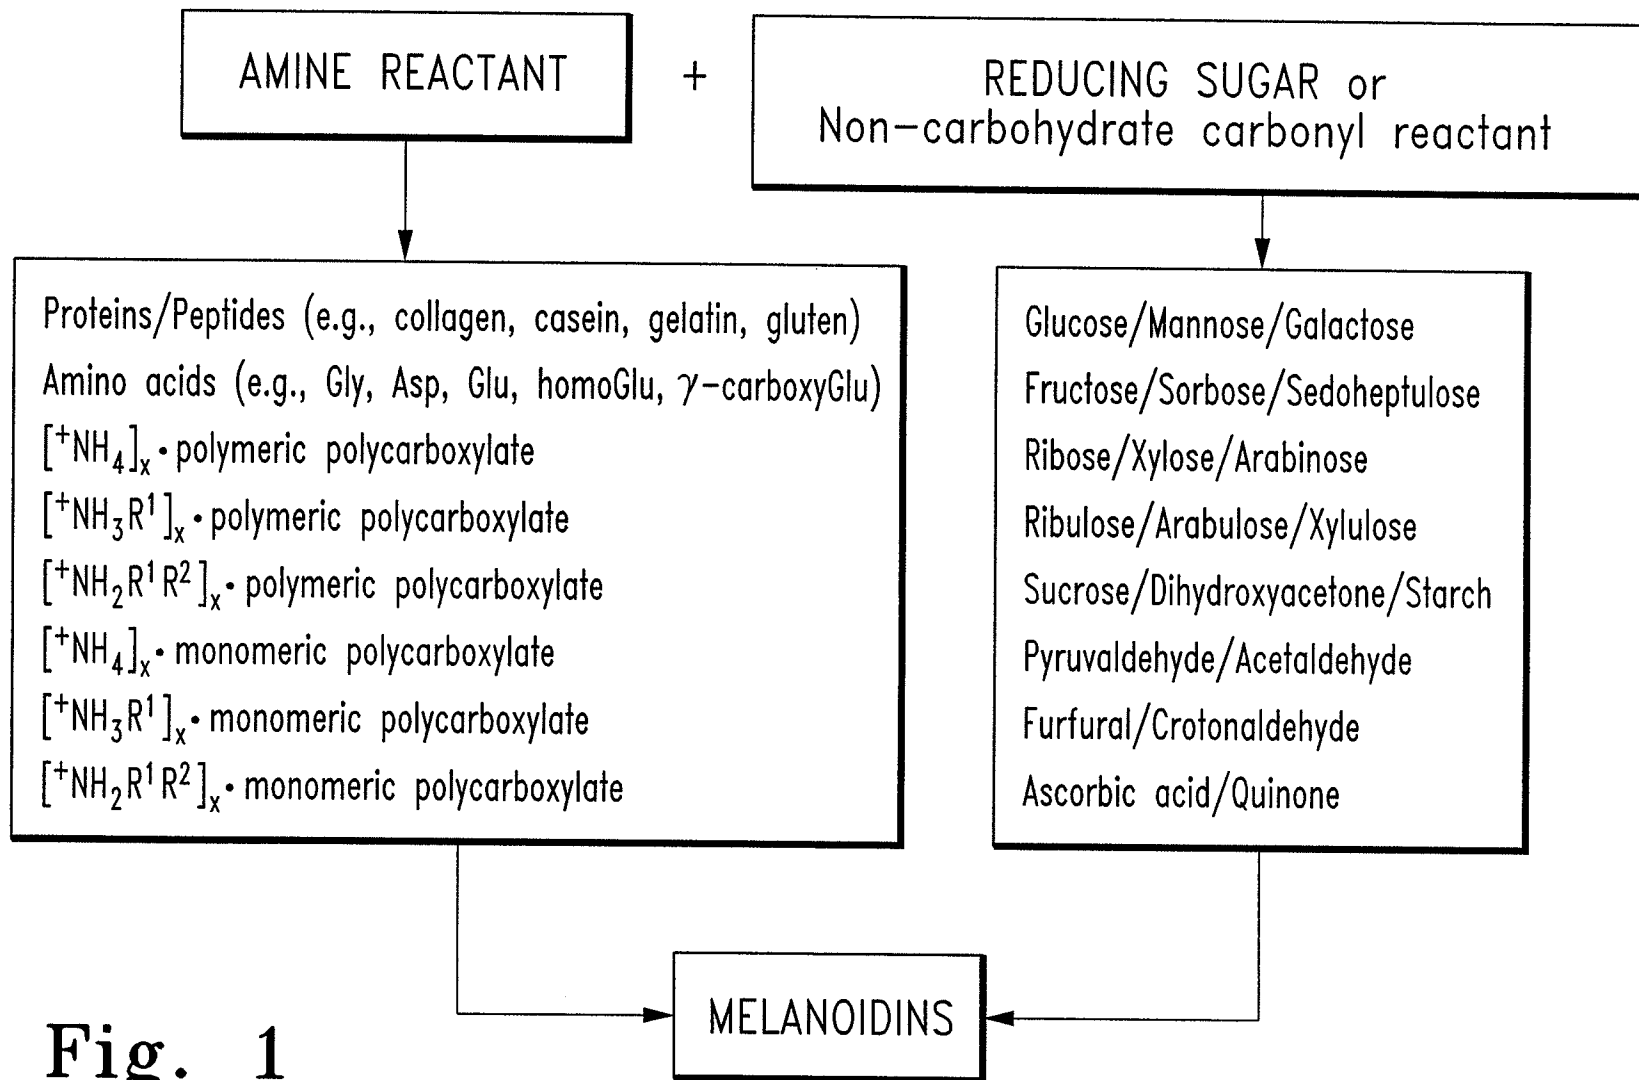 AMINE REACTANT
+
REDUCING SUGAR or
Non-carbohydrate carbonyl reactant
Proteins/Peptides (e.g., collagen, casein, gelatin, gluten)
Amino acids (e.g., Gly, Asp, Glu, homoGlu, γ-carboxyGlu)
[⁺NH₄]ₓ • polymeric polycarboxylate
[⁺NH₃R¹]ₓ • polymeric polycarboxylate
[⁺NH₂R¹R²]ₓ • polymeric polycarboxylate
[⁺NH₄]ₓ • monomeric polycarboxylate
[⁺NH₃R¹]ₓ • monomeric polycarboxylate
[⁺NH₂R¹R²]ₓ • monomeric polycarboxylate
Glucose/Mannose/Galactose
Fructose/Sorbose/Sedoheptulose
Ribose/Xylose/Arabinose
Ribulose/Arabulose/Xylulose
Sucrose/Dihydroxyacetone/Starch
Pyruvaldehyde/Acetaldehyde
Furfural/Crotonaldehyde
Ascorbic acid/Quinone
MELANOIDINS
Fig. 1